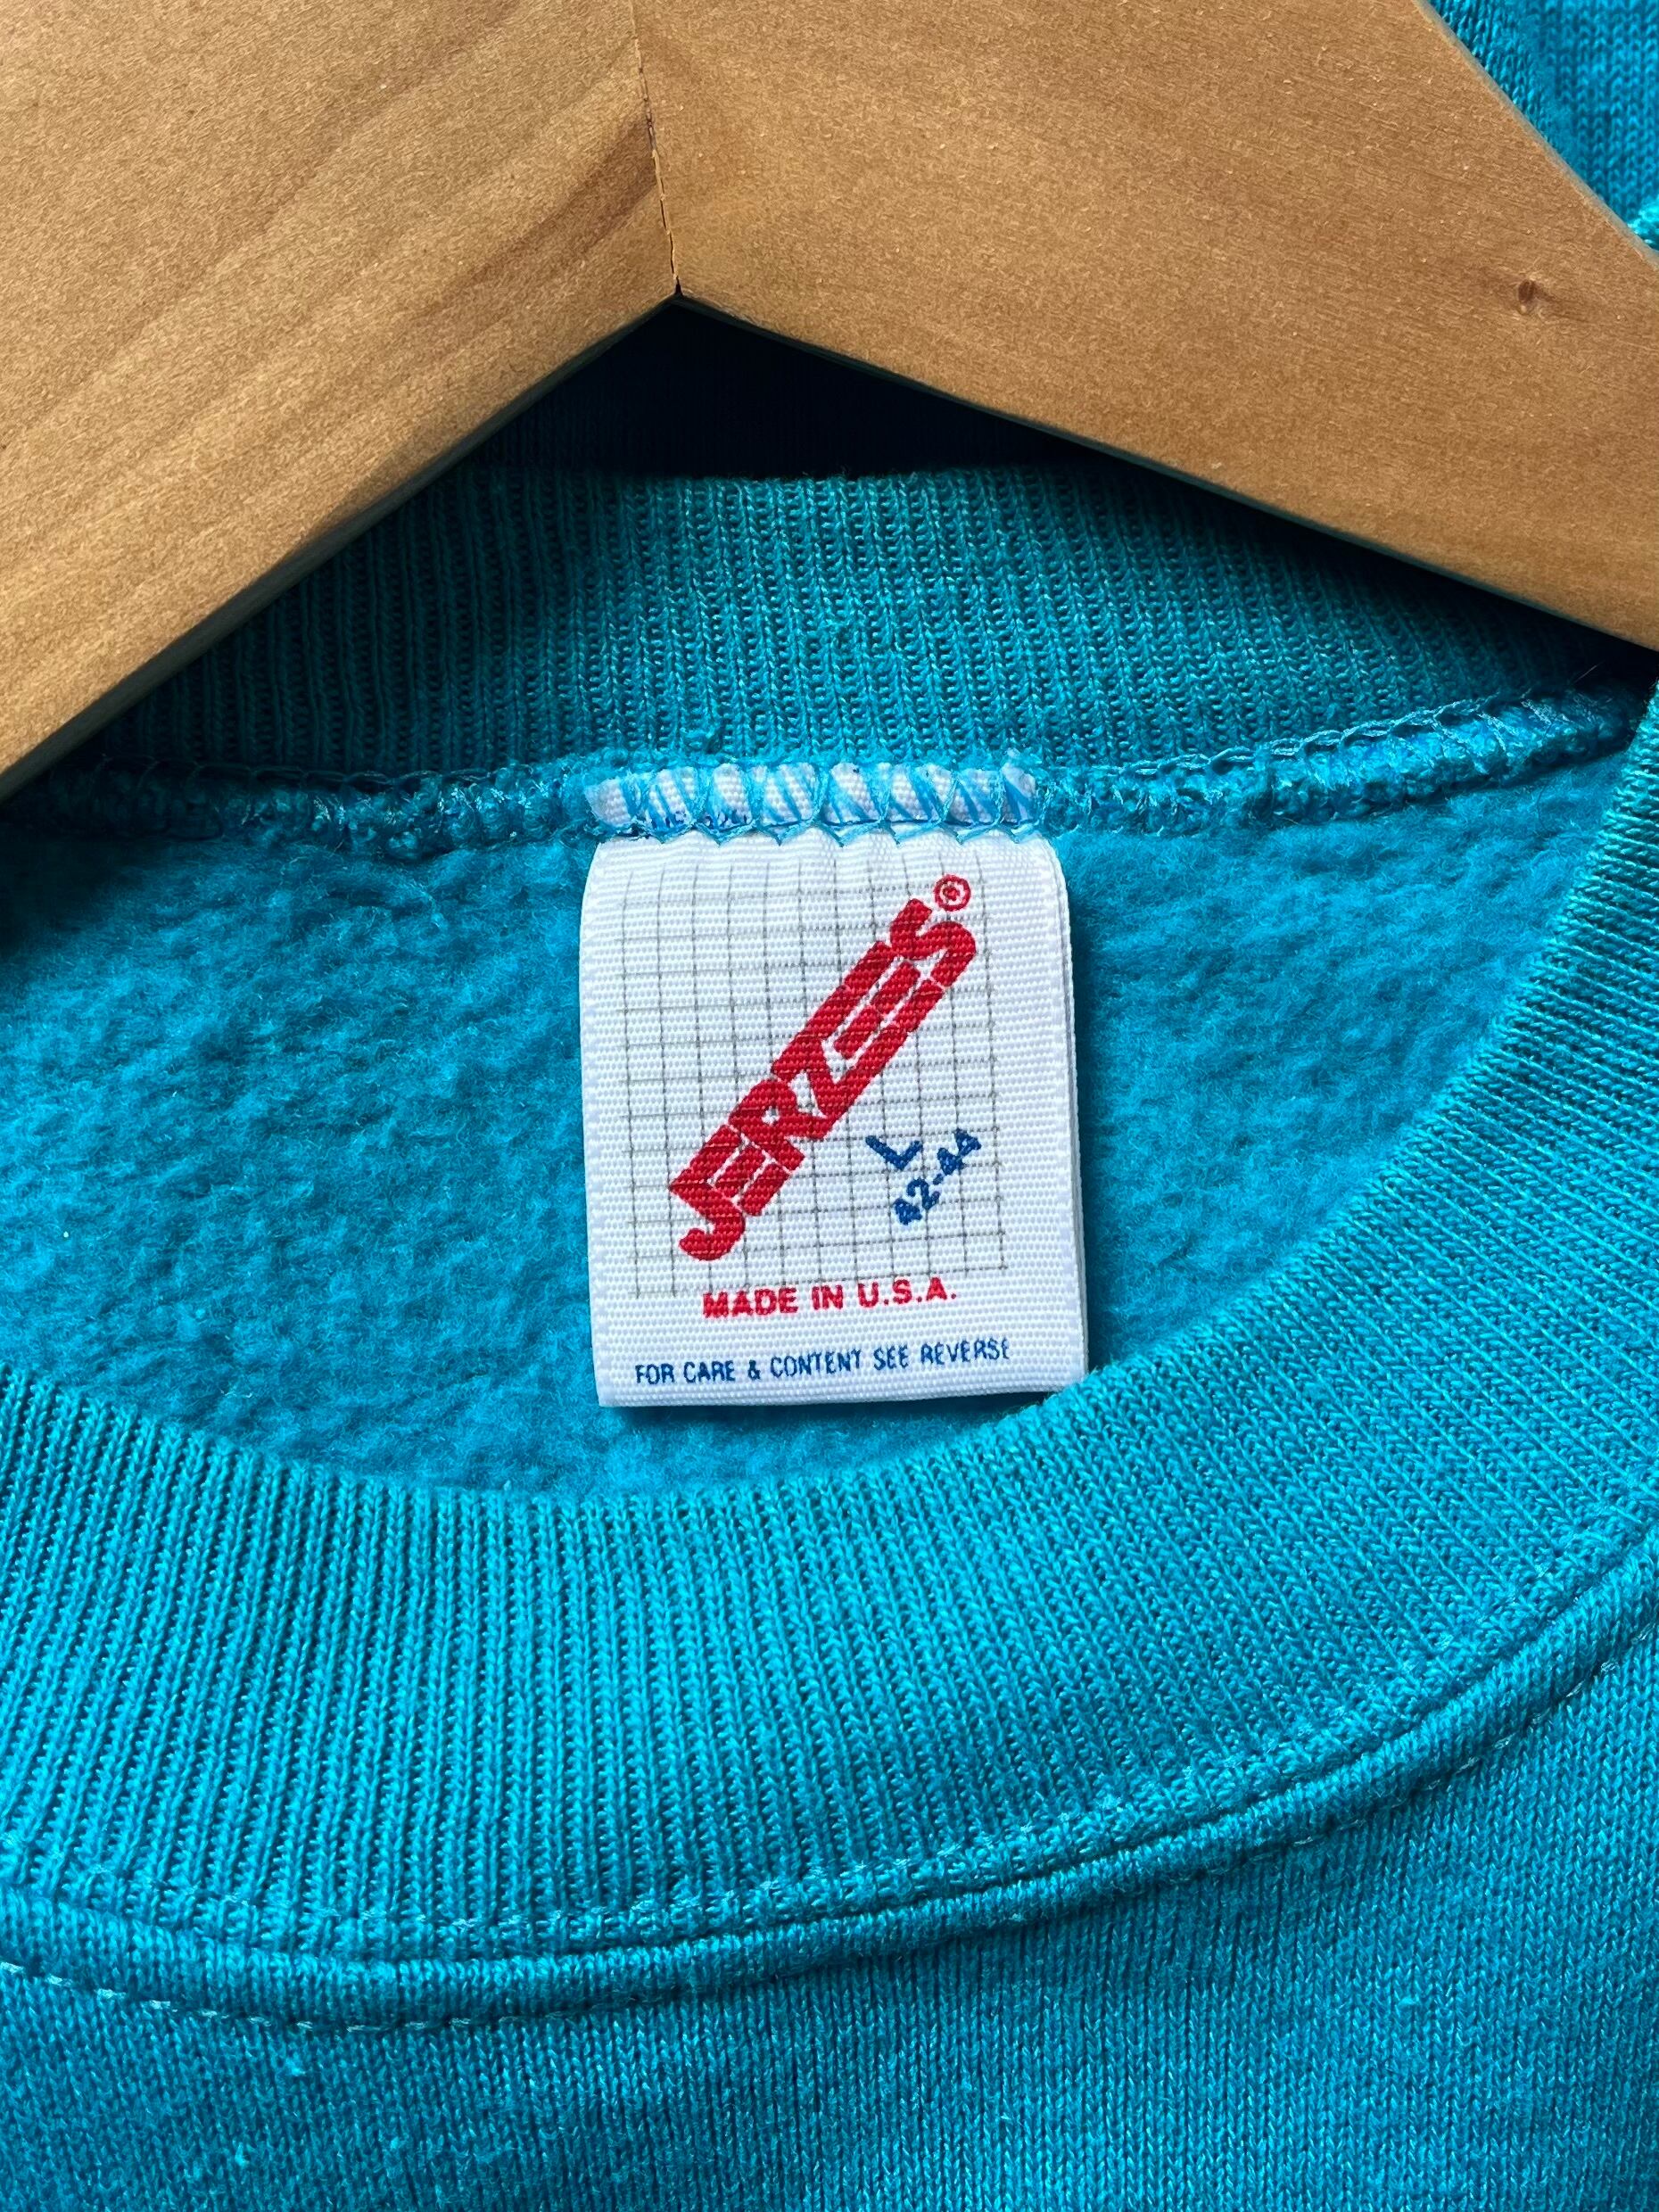 JERZEES®
L
42-44
MADE IN U.S.A.
FOR CARE & CONTENT SEE REVERSE